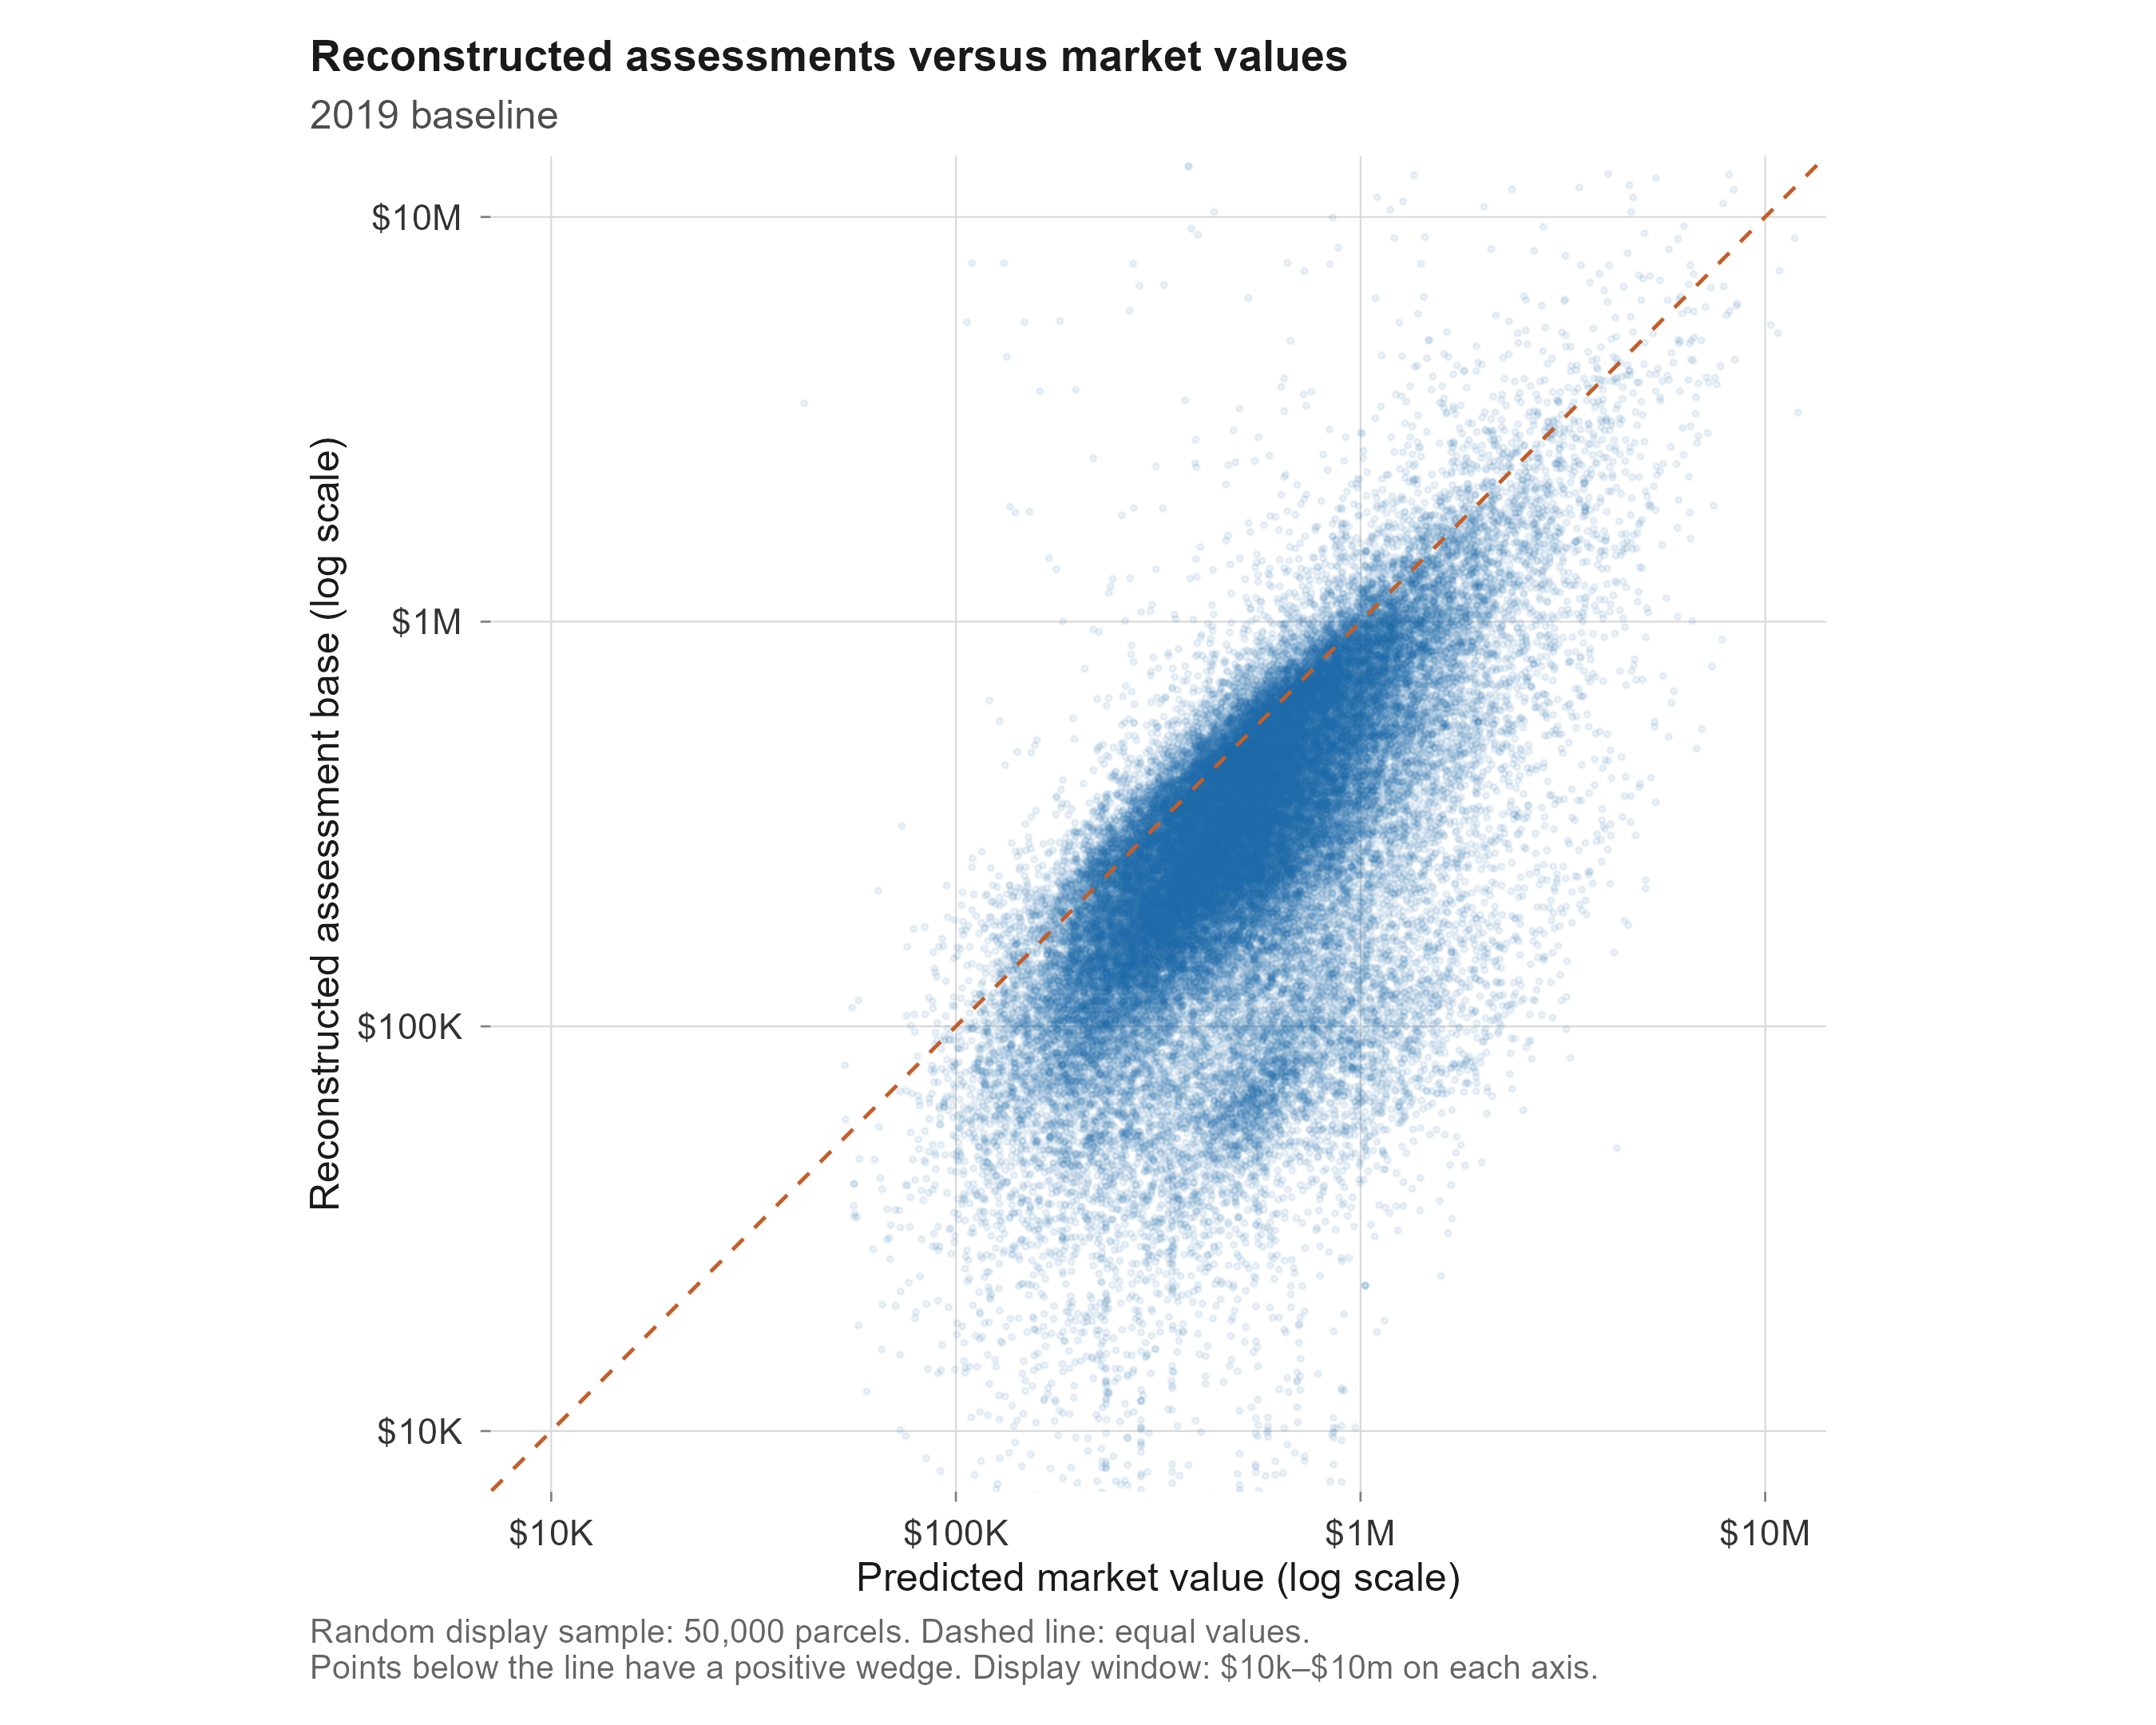 Reconstructed assessments versus market values
2019 baseline
Reconstructed assessment base (log scale)
$10M
$1M
$100K
$10K
$10K
$100K
$1M
$10M
Predicted market value (log scale)
Random display sample: 50,000 parcels. Dashed line: equal values.
Points below the line have a positive wedge. Display window: $10k–$10m on each axis.